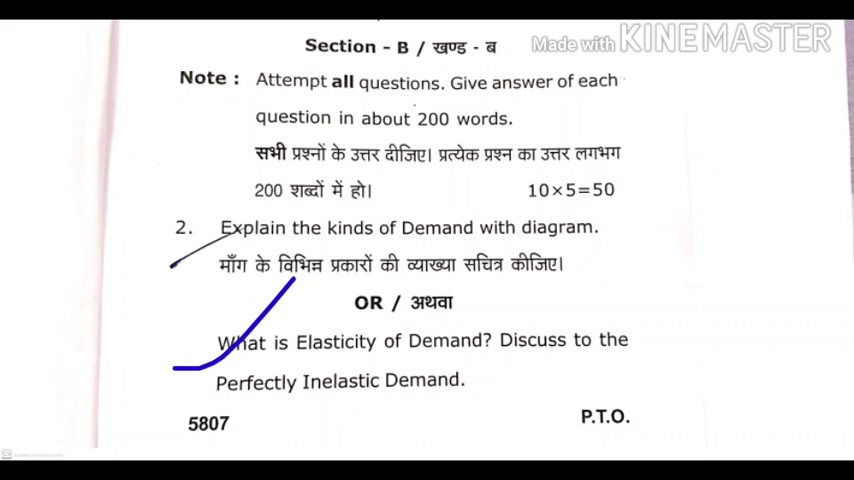 Made with KINEMASTER
Section - B / खण्ड - ब
Note : Attempt all questions. Give answer of each
question in about 200 words.
सभी प्रश्नों के उत्तर दीजिए। प्रत्येक प्रश्न का उत्तर लगभग
200 शब्दों में हो। 10×5=50
2. Explain the kinds of Demand with diagram.
माँग के विभिन्न प्रकारों की व्याख्या सचित्र कीजिए।
OR / अथवा
What is Elasticity of Demand? Discuss to the
Perfectly Inelastic Demand.
5807 P.T.O.